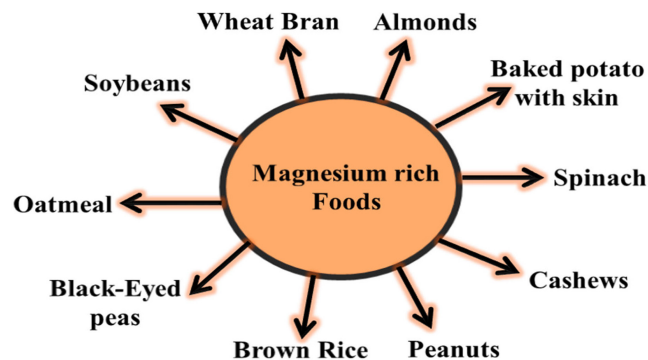 Wheat Bran
Almonds
Baked potato
with skin
Soybeans
Magnesium rich
Foods
Spinach
Oatmeal
Cashews
Black-Eyed
peas
Brown Rice
Peanuts